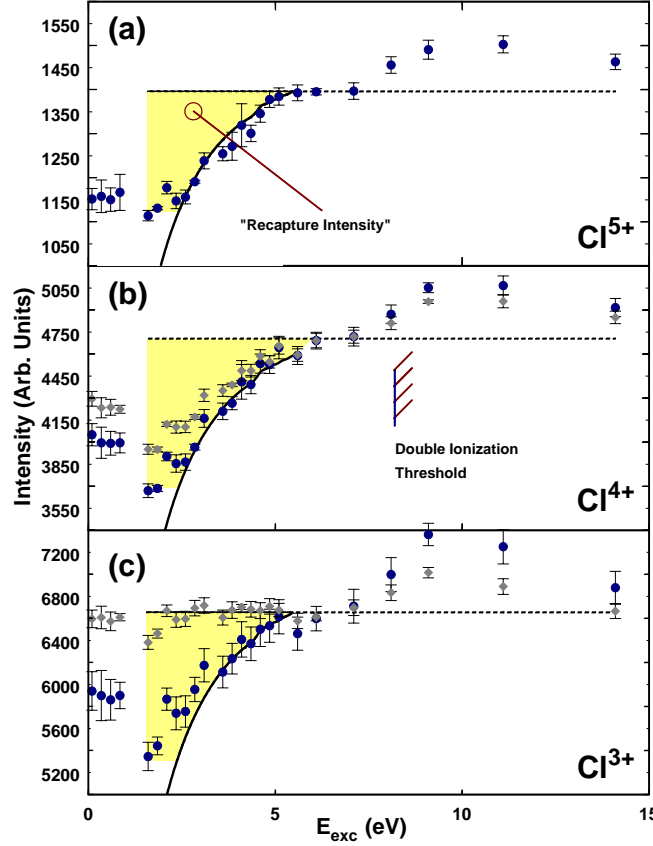 (a)
1550
1450
1350
1250
1150
1050
"Recapture Intensity"
Cl5+
(b)
5050
4750
4450
4150
3850
3550
Double Ionization
Threshold
Cl4+
Intensity (Arb. Units)
(c)
7200
6800
6400
6000
5600
5200
Cl3+
0
5
10
15
Eexc (eV)